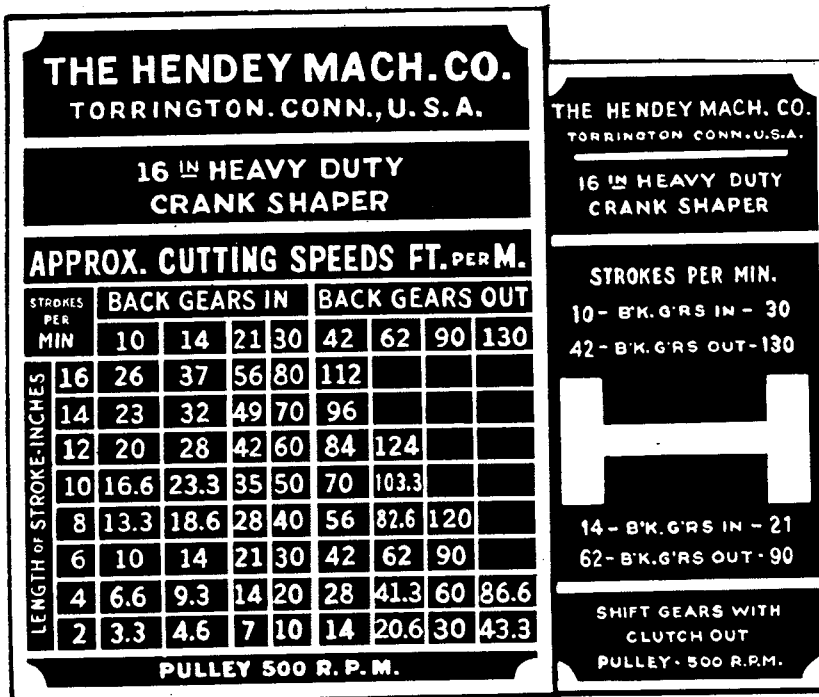 THE HENDEY MACH. CO.
TORRINGTON. CONN., U. S. A.
16 IN HEAVY DUTY
CRANK SHAPER
APPROX. CUTTING SPEEDS FT. PER M.
STROKES PER MIN BACK GEARS IN BACK GEARS OUT
10 14 21 30 42 62 90 130
LENGTH OF STROKE-INCHES
16 26 37 56 80 112
14 23 32 49 70 96
12 20 28 42 60 84 124
10 16.6 23.3 35 50 70 103.3
8 13.3 18.6 28 40 56 82.6 120
6 10 14 21 30 42 62 90
4 6.6 9.3 14 20 28 41.3 60 86.6
2 3.3 4.6 7 10 14 20.6 30 43.3
PULLEY 500 R. P. M.
THE HENDEY MACH. CO.
TORRINGTON CONN. U.S.A.
16 IN HEAVY DUTY
CRANK SHAPER
STROKES PER MIN.
10 - B'K. G'RS IN - 30
42 - B'K. G'RS OUT - 130
14 - B'K. G'RS IN - 21
62 - B'K. G'RS OUT - 90
SHIFT GEARS WITH
CLUTCH OUT
PULLEY - 500 R.P.M.